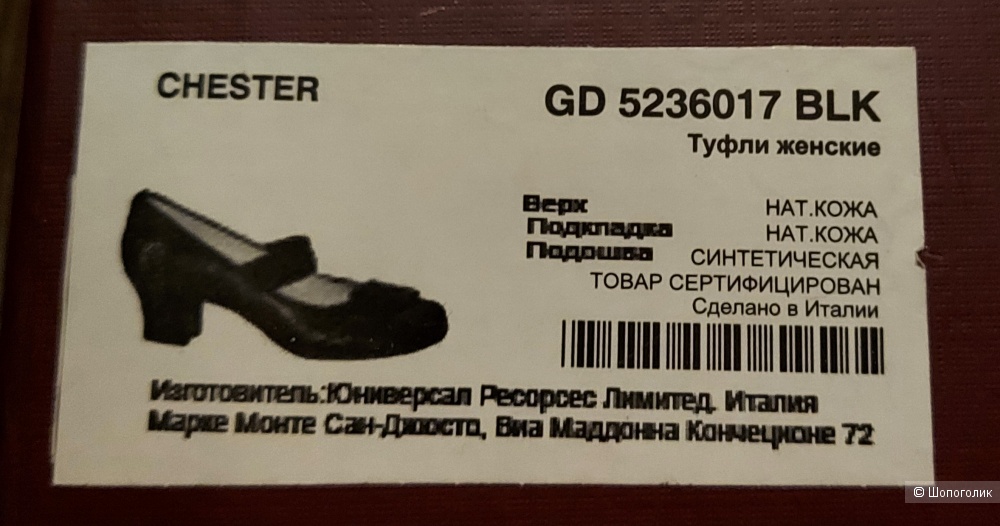 CHESTER
GD 5236017 BLK
Туфли женские
Верх НАТ.КОЖА
Подкладка НАТ.КОЖА
Подошва СИНТЕТИЧЕСКАЯ
ТОВАР СЕРТИФИЦИРОВАН
Сделано в Италии
Изготовитель:Юниверсал Ресорсес Лимитед. Италия
Марке Монте Сан-Джюсто, Виа Маддонна Кончеционе 72
© Шопоголик